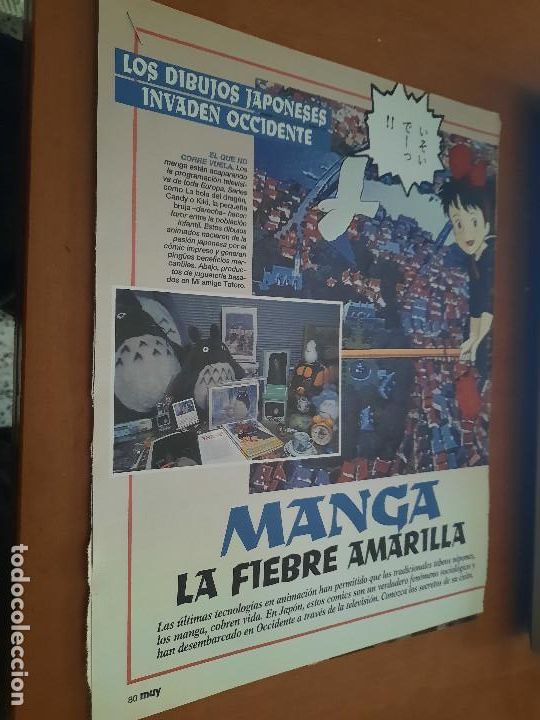 LOS DIBUJOS JAPONESES
INVADEN OCCIDENTE
EL QUE NO
CORRE VUELA. Los
manga están acaparando
la programación televisi-
va de toda Europa. Series
como La bola del dragón,
Candy o Kiki, la pequeña
bruja –derecha– hacen
furor entre la población
infantil. Estos dibujos
animados nacieron de la
pasión japonesa por el
cómic impreso y generan
pingües beneficios mer-
cantiles. Abajo, produc-
tos de juguetería basa-
dos en Mi amigo Totoro.
いそい
でーっ
!!
MANGA
LA FIEBRE AMARILLA
Las últimas tecnologías en animación han permitido que los tradicionales tebeos nipones,
los manga, cobren vida. En Japón, estos comics son un verdadero fenómeno sociológico y
han desembarcado en Occidente a través de la televisión. Conozca los secretos de su éxito.
80 muy
todocoleccion